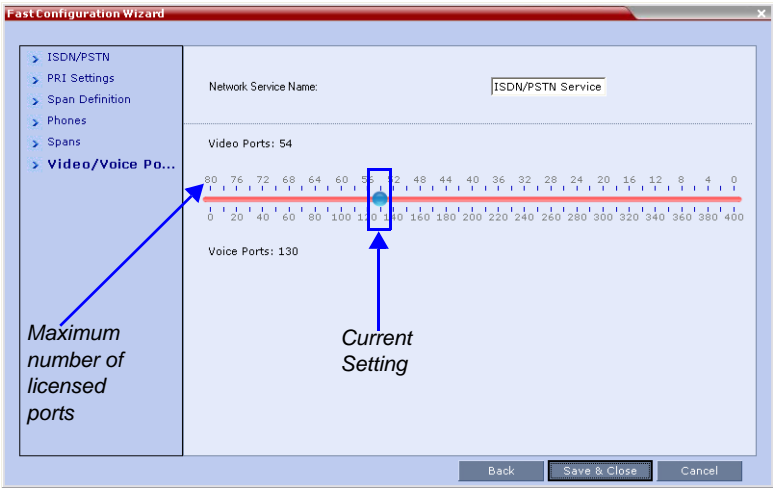 Fast Configuration Wizard
ISDN/PSTN
PRI Settings
Span Definition
Phones
Spans
Video/Voice Po...
Network Service Name:
ISDN/PSTN Service
Video Ports: 54
80 76 72 68 64 60 56 52 48 44 40 36 32 28 24 20 16 12 8 4 0
0 20 40 60 80 100 120 140 160 180 200 220 240 260 280 300 320 340 360 380 400
Voice Ports: 130
Maximum
number of
licensed
ports
Current
Setting
Back
Save & Close
Cancel